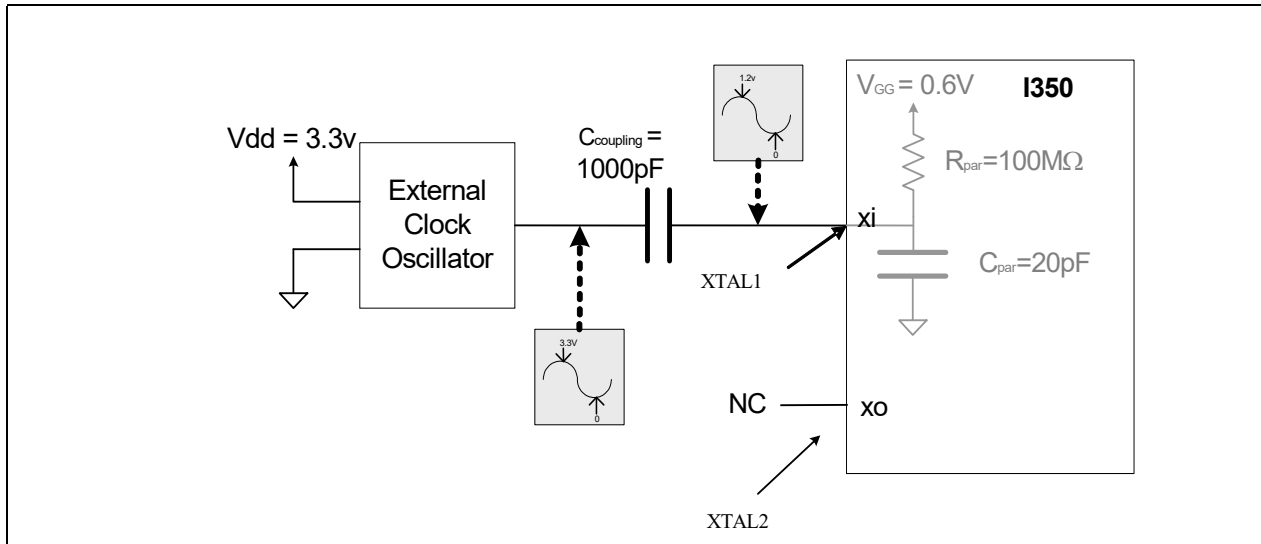 Vdd = 3.3v
External
Clock
Oscillator
3.3V
0
Ccoupling =
1000pF
1.2v
0
XTAL1
xi
VGG = 0.6V
I350
Rpar=100MΩ
Cpar=20pF
NC
xo
XTAL2